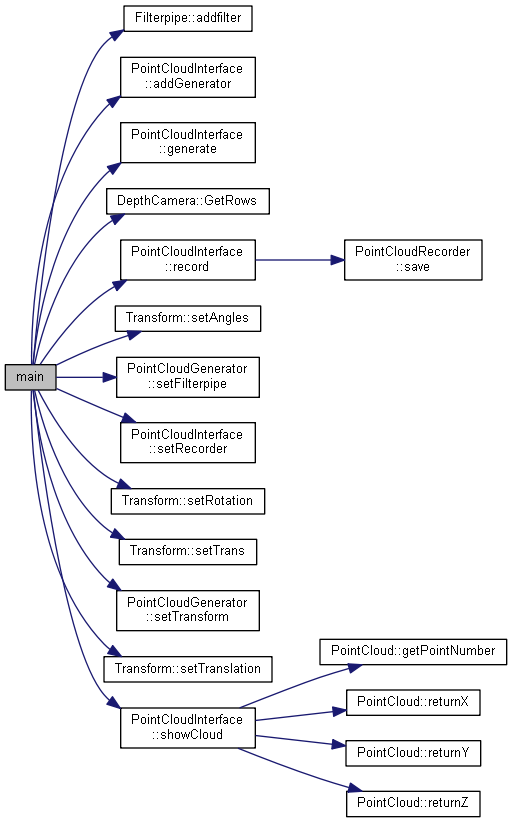 main
Filterpipe::addfilter
PointCloudInterface
::addGenerator
PointCloudInterface
::generate
DepthCamera::GetRows
PointCloudInterface
::record
PointCloudRecorder
::save
Transform::setAngles
PointCloudGenerator
::setFilterpipe
PointCloudInterface
::setRecorder
Transform::setRotation
Transform::setTrans
PointCloudGenerator
::setTransform
Transform::setTranslation
PointCloudInterface
::showCloud
PointCloud::getPointNumber
PointCloud::returnX
PointCloud::returnY
PointCloud::returnZ